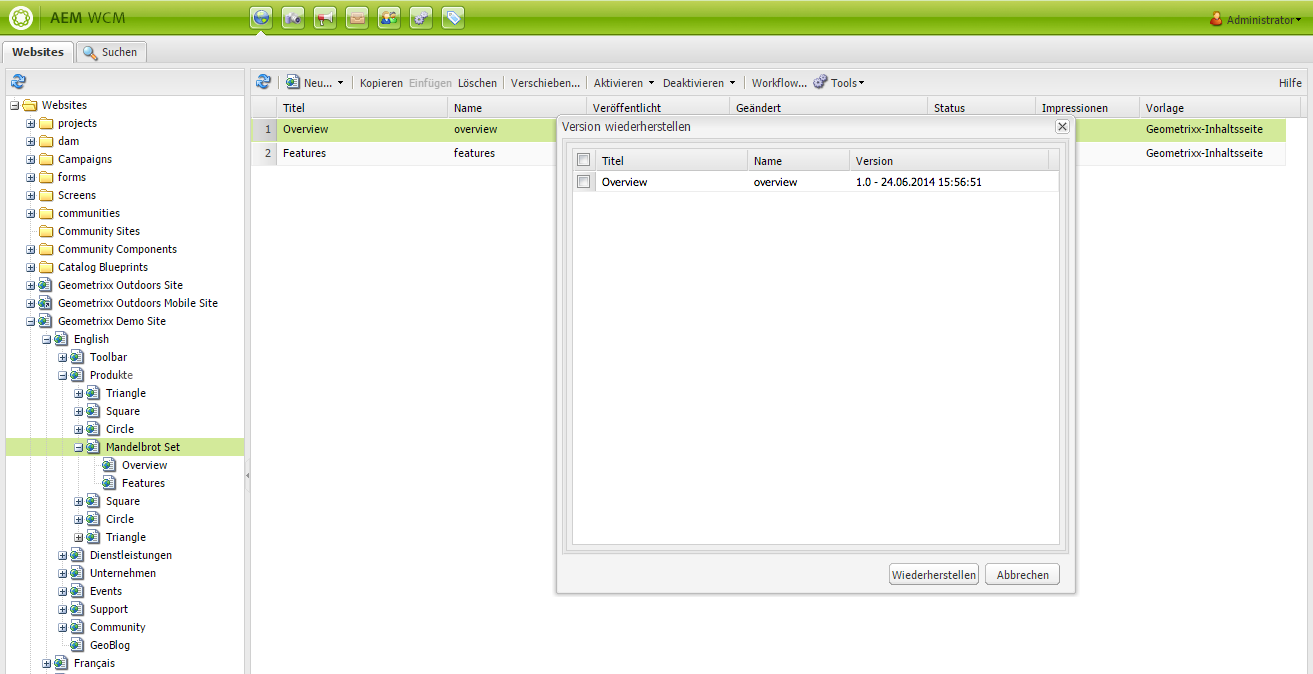 AEM WCM
Administrator
Websites Suchen
Neu... Kopieren Einfügen Löschen Verschieben... Aktivieren Deaktivieren Workflow... Tools Hilfe
Titel Name Veröffentlicht Geändert Status Impressionen Vorlage
1 Overview overview Geometrixx-Inhaltsseite
2 Features features Geometrixx-Inhaltsseite
Websites
projects
dam
Campaigns
forms
Screens
communities
Community Sites
Community Components
Catalog Blueprints
Geometrixx Outdoors Site
Geometrixx Outdoors Mobile Site
Geometrixx Demo Site
English
Toolbar
Produkte
Triangle
Square
Circle
Mandelbrot Set
Overview
Features
Square
Circle
Triangle
Dienstleistungen
Unternehmen
Events
Support
Community
GeoBlog
Français
Version wiederherstellen
Titel Name Version
Overview overview 1.0 - 24.06.2014 15:56:51
Wiederherstellen Abbrechen